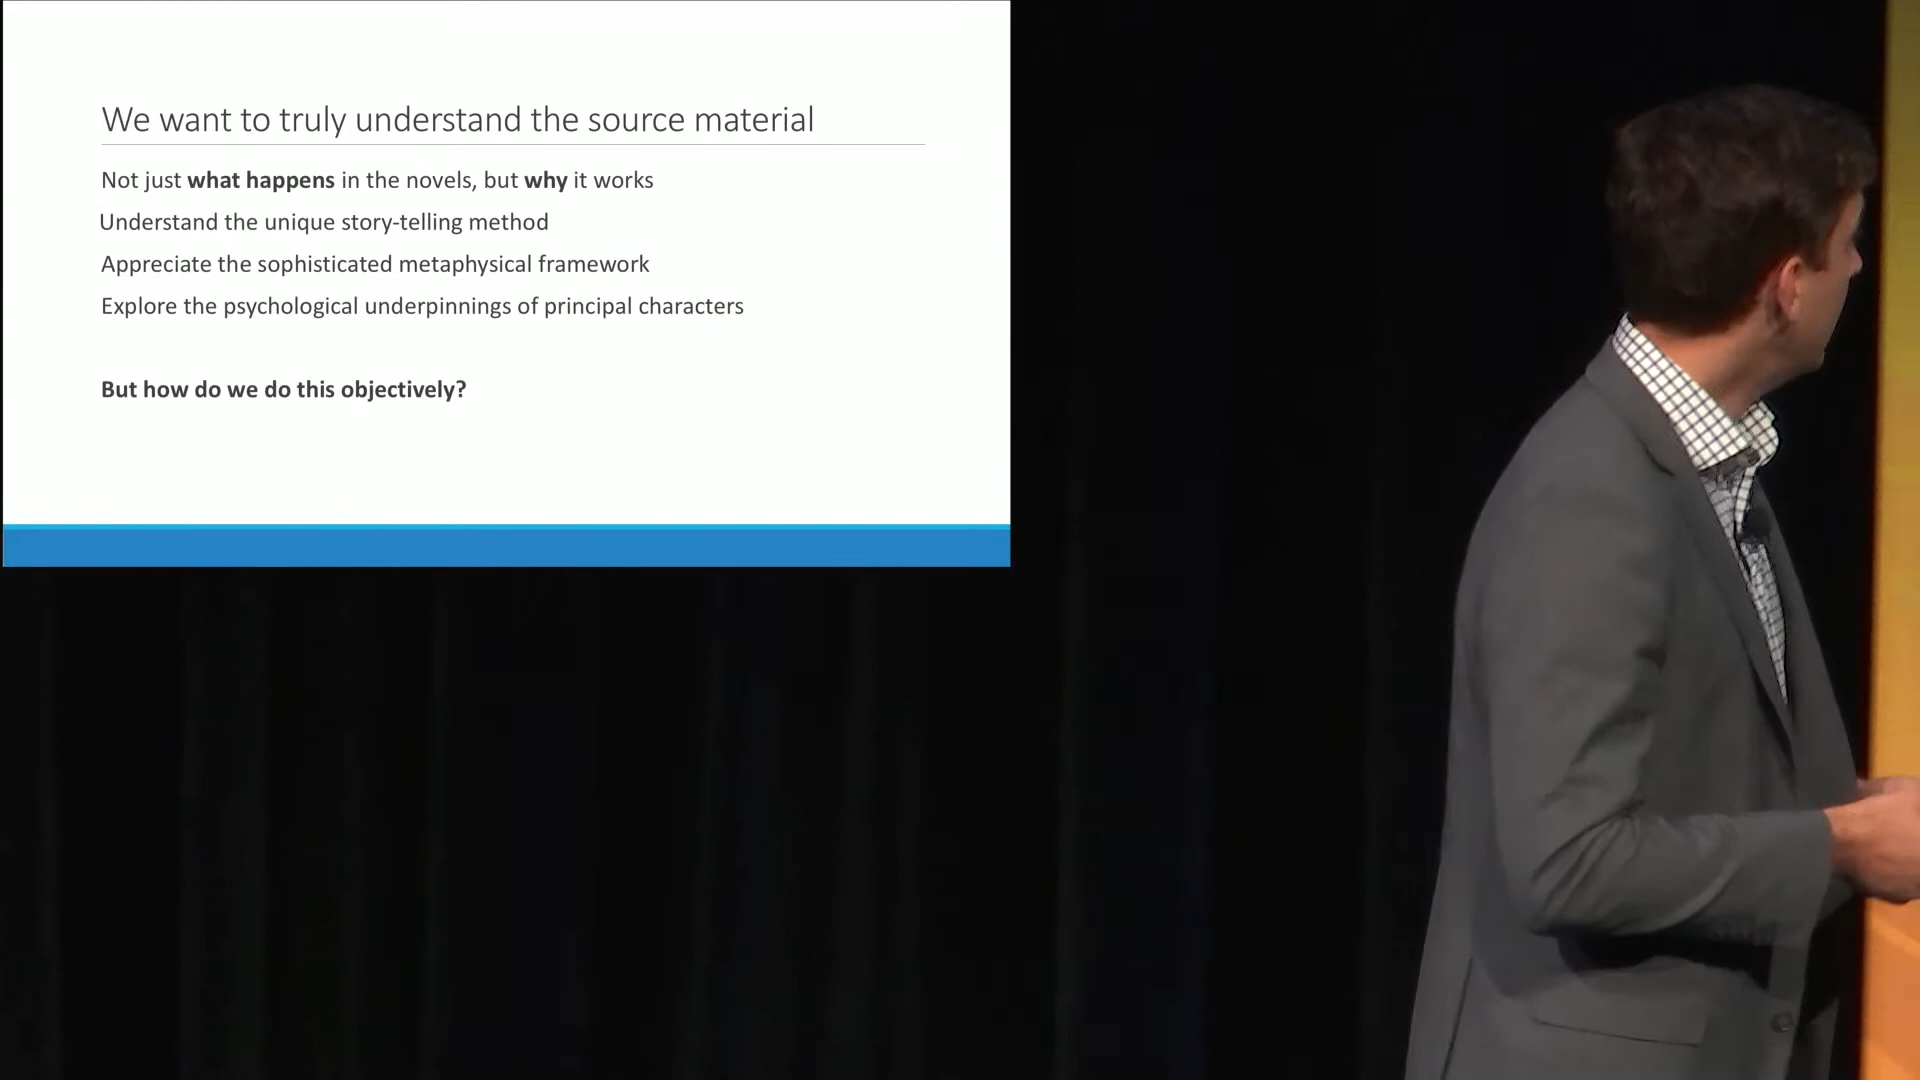 We want to truly understand the source material
Not just what happens in the novels, but why it works
Understand the unique story-telling method
Appreciate the sophisticated metaphysical framework
Explore the psychological underpinnings of principal characters
But how do we do this objectively?